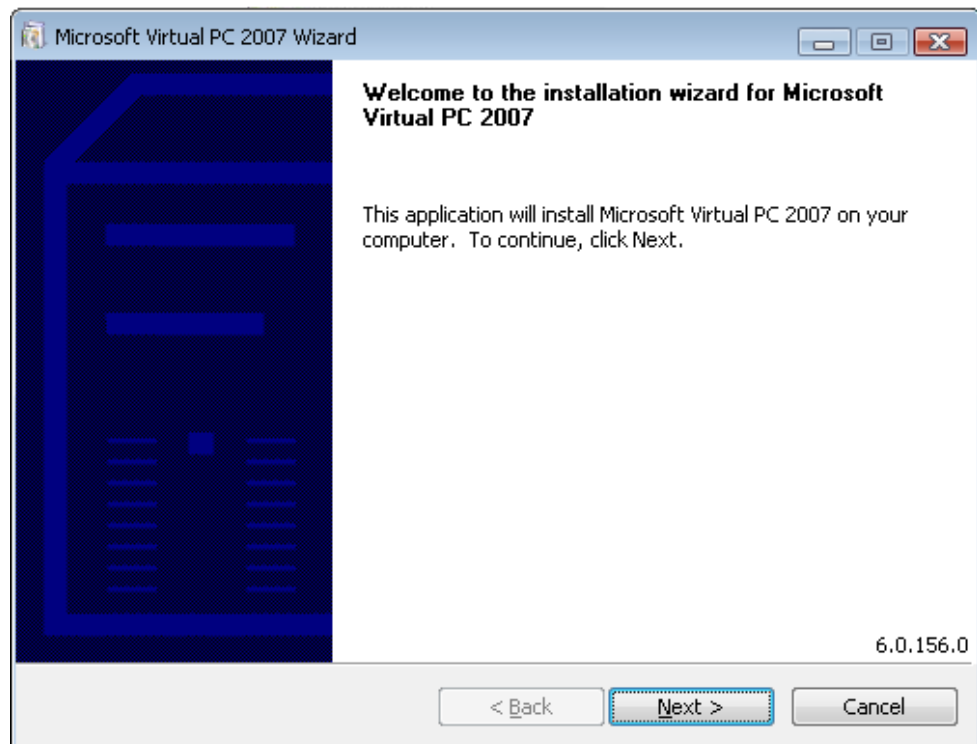 Microsoft Virtual PC 2007 Wizard
Welcome to the installation wizard for Microsoft
Virtual PC 2007
This application will install Microsoft Virtual PC 2007 on your
computer.  To continue, click Next.
6.0.156.0
< Back
Next >
Cancel